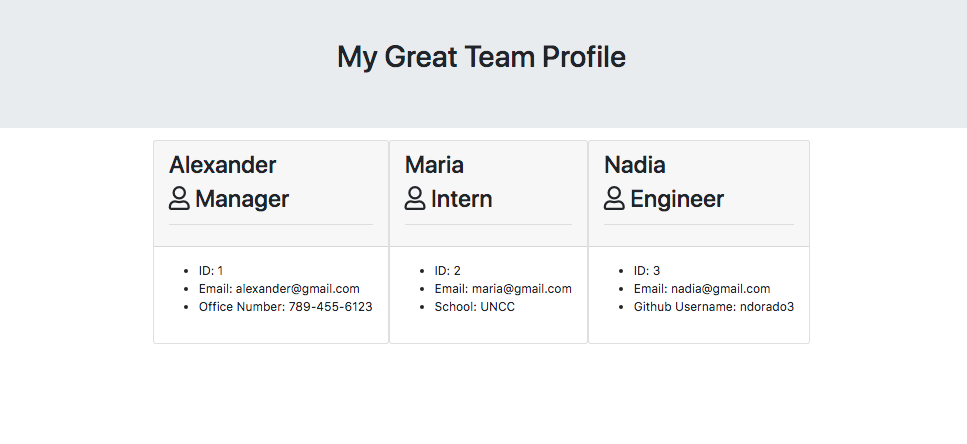 My Great Team Profile
Alexander
Manager
ID: 1
Email: alexander@gmail.com
Office Number: 789-455-6123
Maria
Intern
ID: 2
Email: maria@gmail.com
School: UNCC
Nadia
Engineer
ID: 3
Email: nadia@gmail.com
Github Username: ndorado3